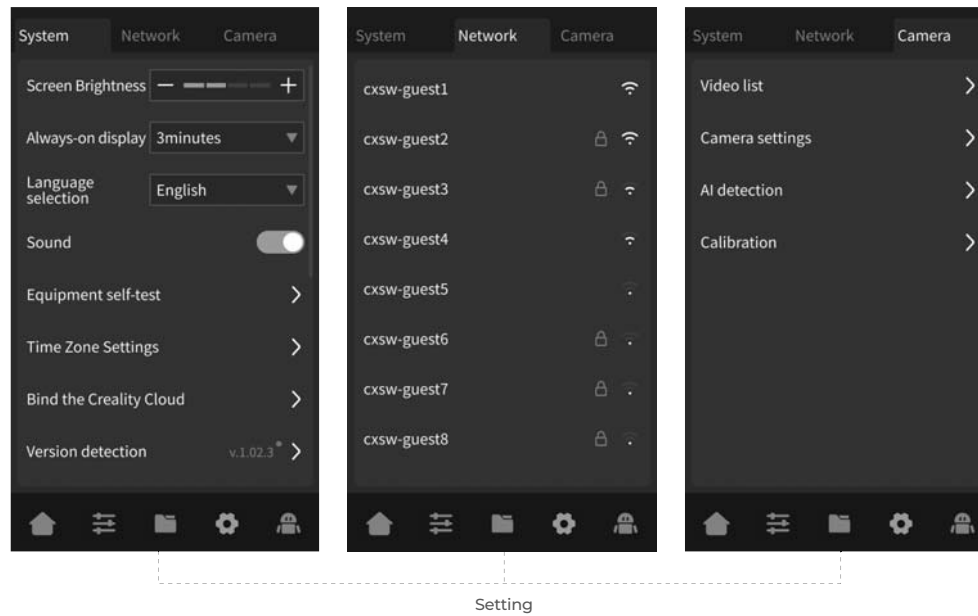 System Network Camera
Screen Brightness
Always-on display 3minutes
Language
selection
English
Sound
Equipment self-test
Time Zone Settings
Bind the Creality Cloud
Version detection v.1.02.3
System Network Camera
cxsw-guest1
cxsw-guest2
cxsw-guest3
cxsw-guest4
cxsw-guest5
cxsw-guest6
cxsw-guest7
cxsw-guest8
System Network Camera
Video list
Camera settings
AI detection
Calibration
Setting